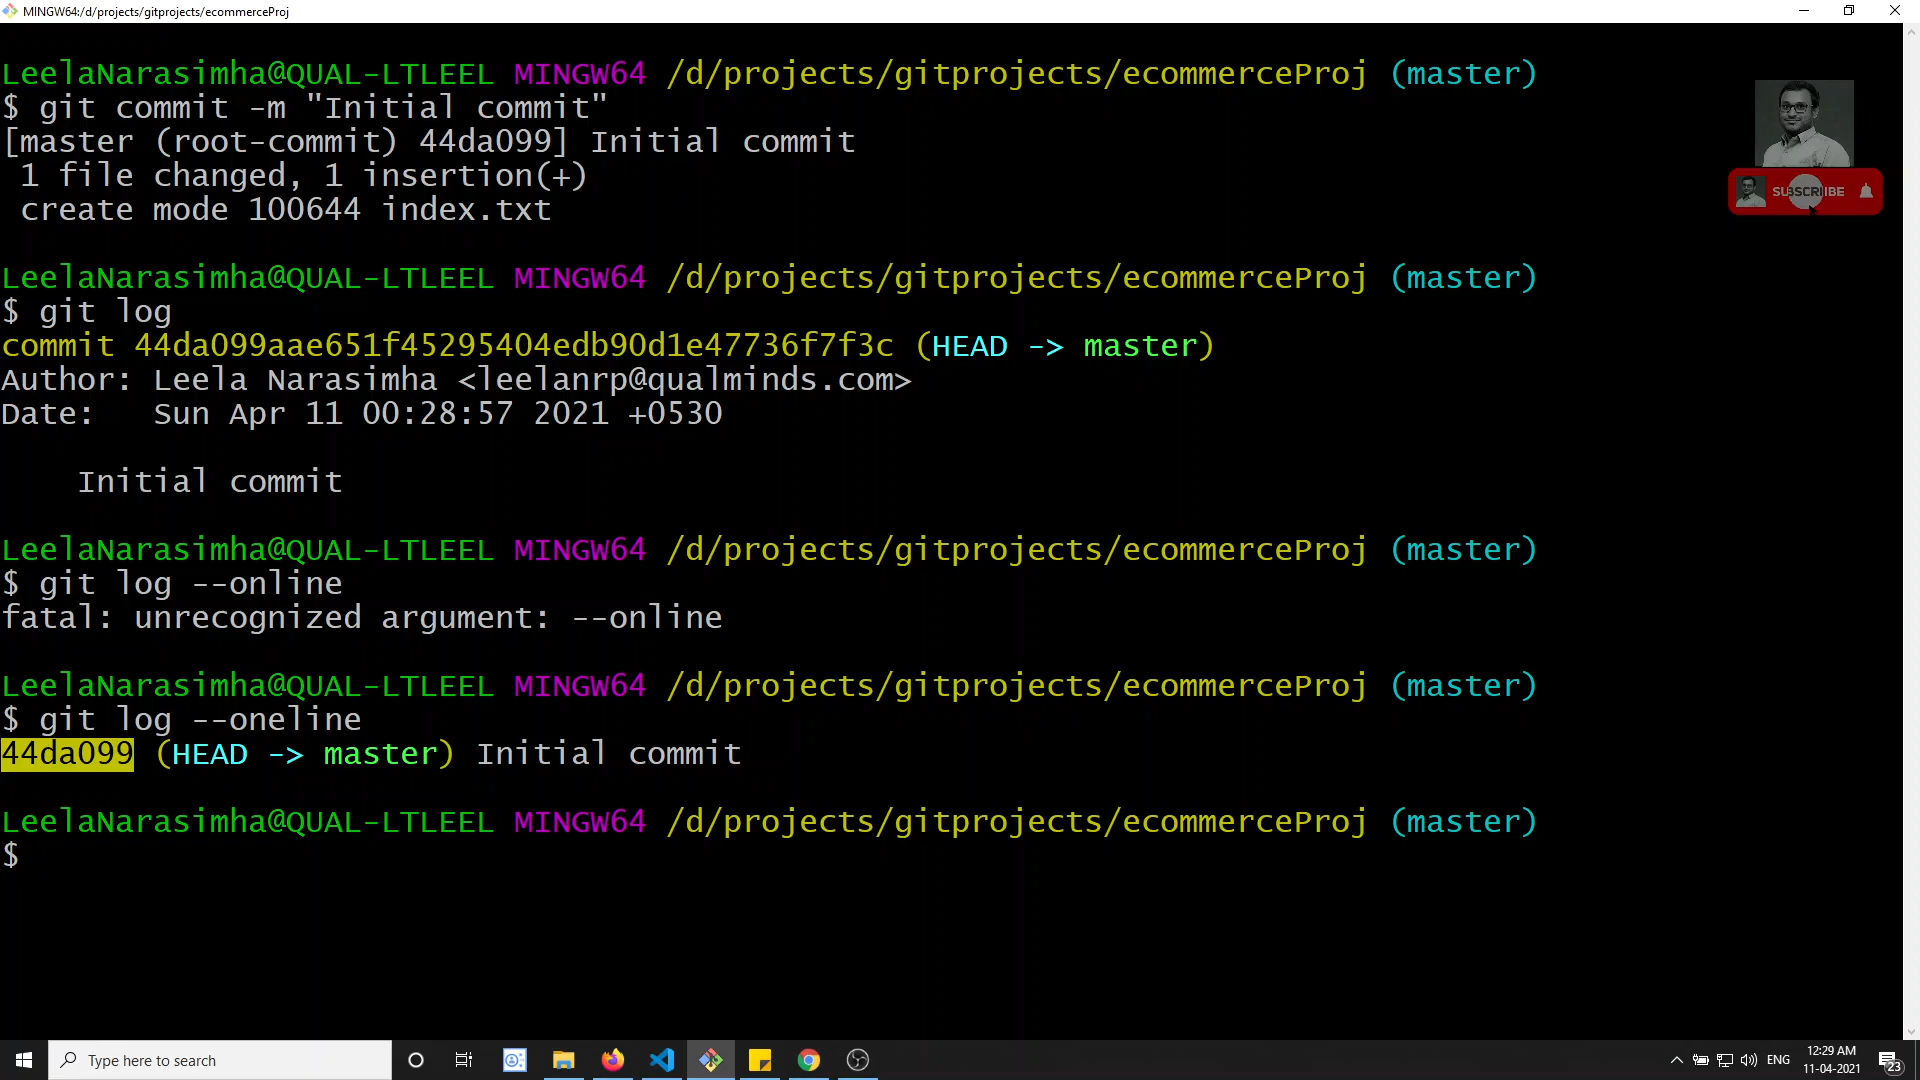 MINGW64:/d/projects/gitprojects/ecommerceProj
LeelaNarasimha@QUAL-LTLEEL MINGW64 /d/projects/gitprojects/ecommerceProj (master)
$ git commit -m "Initial commit"
[master (root-commit) 44da099] Initial commit
1 file changed, 1 insertion(+)
create mode 100644 index.txt
LeelaNarasimha@QUAL-LTLEEL MINGW64 /d/projects/gitprojects/ecommerceProj (master)
$ git log
commit 44da099aae651f45295404edb90d1e47736f7f3c (HEAD -> master)
Author: Leela Narasimha <leelanrp@qualminds.com>
Date:   Sun Apr 11 00:28:57 2021 +0530
Initial commit
LeelaNarasimha@QUAL-LTLEEL MINGW64 /d/projects/gitprojects/ecommerceProj (master)
$ git log --online
fatal: unrecognized argument: --online
LeelaNarasimha@QUAL-LTLEEL MINGW64 /d/projects/gitprojects/ecommerceProj (master)
$ git log --oneline
44da099 (HEAD -> master) Initial commit
LeelaNarasimha@QUAL-LTLEEL MINGW64 /d/projects/gitprojects/ecommerceProj (master)
$
SUBSCRIBE
Type here to search
ENG
12:29 AM
11-04-2021
23